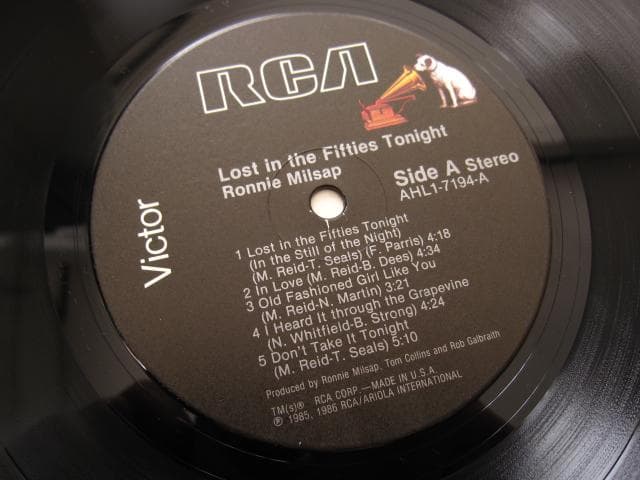 RCA
Victor
Lost in the Fifties Tonight
Ronnie Milsap
Side A Stereo
AHL1-7194-A
1 Lost in the Fifties Tonight
(In the Still of the Night)
(M. Reid-T. Seals) (F. Parris) 4:18
2 In Love (M. Reid-B. Dees) 4:34
3 Old Fashioned Girl Like You
(M. Reid-N. Martin) 3:21
4 I Heard It through the Grapevine
(N. Whitfield-B. Strong) 4:24
5 Don't Take It Tonight
(M. Reid-T. Seals) 5:10
Produced by Ronnie Milsap, Tom Collins and Rob Galbraith
TM(s)® RCA CORP.—MADE IN U.S.A.
℗ 1985, 1986 RCA/ARIOLA INTERNATIONAL